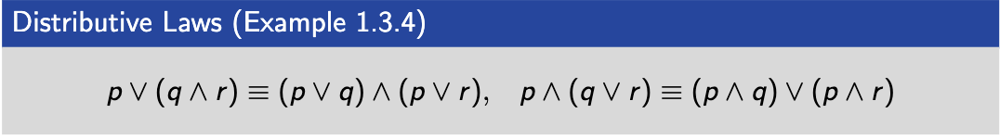 Distributive Laws (Example 1.3.4)
p ∨ (q ∧ r) ≡ (p ∨ q) ∧ (p ∨ r), p ∧ (q ∨ r) ≡ (p ∧ q) ∨ (p ∧ r)